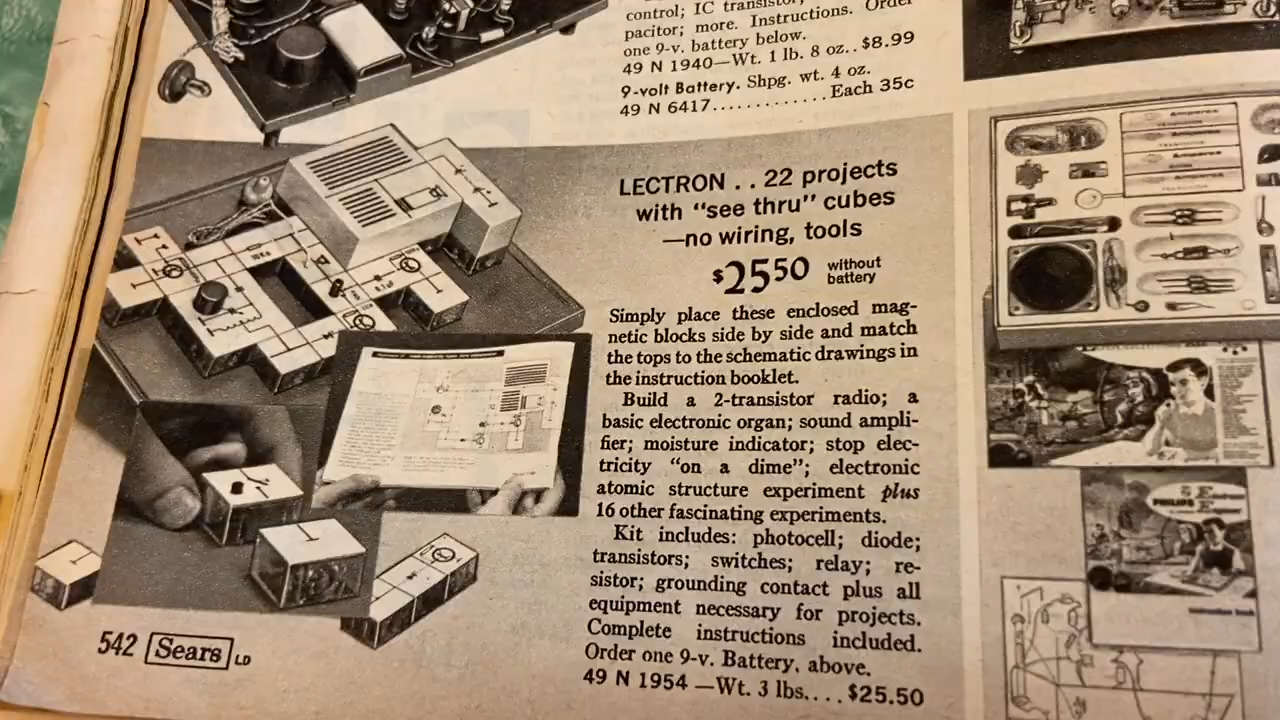 control; IC transistor,
pacitor; more. Instructions. Order
one 9-v. battery below.
49 N 1940—Wt. 1 lb. 8 oz.. $8.99
9-volt Battery. Shpg. wt. 4 oz.
49 N 6417............. Each 35c
LECTRON . . 22 projects
with "see thru" cubes
—no wiring, tools
$25 50 without
battery
Simply place these enclosed mag-
netic blocks side by side and match
the tops to the schematic drawings in
the instruction booklet.
Build a 2-transistor radio; a
basic electronic organ; sound ampli-
fier; moisture indicator; stop elec-
tricity "on a dime"; electronic
atomic structure experiment plus
16 other fascinating experiments.
Kit includes: photocell; diode;
transistors; switches; relay; re-
sistor; grounding contact plus all
equipment necessary for projects.
Complete instructions included.
Order one 9-v. Battery, above.
49 N 1954 —Wt. 3 lbs.... $25.50
542 Sears LD
Amperex
Amperex
Amperex
Amperex
PHILIPS